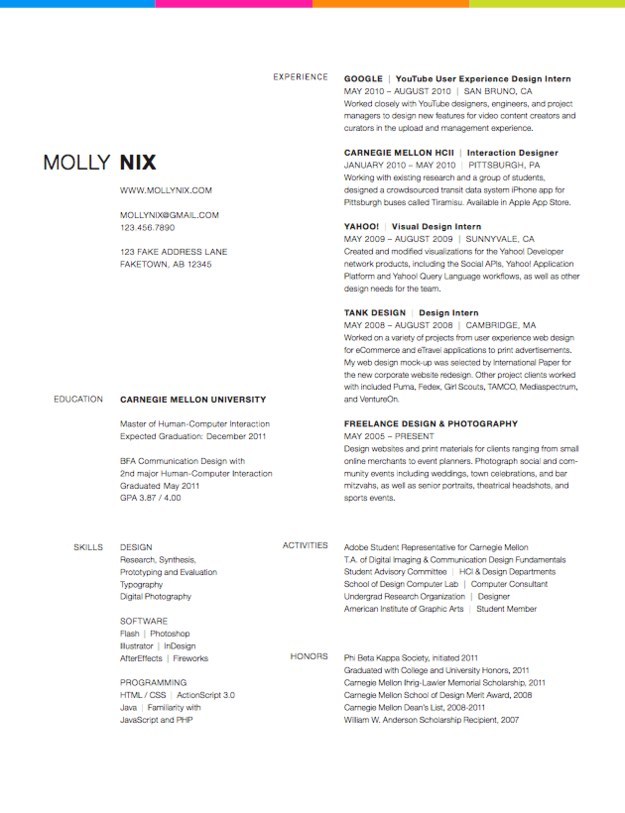 MOLLY NIX
WWW.MOLLYNIX.COM
MOLLYNIX@GMAIL.COM
123.456.7890
123 FAKE ADDRESS LANE
FAKETOWN, AB 12345
EXPERIENCE
GOOGLE | YouTube User Experience Design Intern
MAY 2010 – AUGUST 2010 | SAN BRUNO, CA
Worked closely with YouTube designers, engineers, and project
managers to design new features for video content creators and
curators in the upload and management experience.
CARNEGIE MELLON HCII | Interaction Designer
JANUARY 2010 – MAY 2010 | PITTSBURGH, PA
Working with existing research and a group of students,
designed a crowdsourced transit data system iPhone app for
Pittsburgh buses called Tiramisu. Available in Apple App Store.
YAHOO! | Visual Design Intern
MAY 2009 – AUGUST 2009 | SUNNYVALE, CA
Created and modified visualizations for the Yahoo! Developer
network products, including the Social APIs, Yahoo! Application
Platform and Yahoo! Query Language workflows, as well as other
design needs for the team.
TANK DESIGN | Design Intern
MAY 2008 – AUGUST 2008 | CAMBRIDGE, MA
Worked on a variety of projects from user experience web design
for eCommerce and eTravel applications to print advertisements.
My web design mock-up was selected by International Paper for
the new corporate website redesign. Other project clients worked
with included Puma, Fedex, Girl Scouts, TAMCO, Mediaspectrum,
and VentureOn.
FREELANCE DESIGN & PHOTOGRAPHY
MAY 2005 – PRESENT
Design websites and print materials for clients ranging from small
online merchants to event planners. Photograph social and com-
munity events including weddings, town celebrations, and bar
mitzvahs, as well as senior portraits, theatrical headshots, and
sports events.
EDUCATION
CARNEGIE MELLON UNIVERSITY
Master of Human-Computer Interaction
Expected Graduation: December 2011
BFA Communication Design with
2nd major Human-Computer Interaction
Graduated May 2011
GPA 3.87 / 4.00
SKILLS
DESIGN
Research, Synthesis,
Prototyping and Evaluation
Typography
Digital Photography
SOFTWARE
Flash | Photoshop
Illustrator | InDesign
AfterEffects | Fireworks
PROGRAMMING
HTML / CSS | ActionScript 3.0
Java | Familiarity with
JavaScript and PHP
ACTIVITIES
Adobe Student Representative for Carnegie Mellon
T.A. of Digital Imaging & Communication Design Fundamentals
Student Advisory Committee | HCI & Design Departments
School of Design Computer Lab | Computer Consultant
Undergrad Research Organization | Designer
American Institute of Graphic Arts | Student Member
HONORS
Phi Beta Kappa Society, initiated 2011
Graduated with College and University Honors, 2011
Carnegie Mellon Ihrig-Lawler Memorial Scholarship, 2011
Carnegie Mellon School of Design Merit Award, 2008
Carnegie Mellon Dean's List, 2008-2011
William W. Anderson Scholarship Recipient, 2007